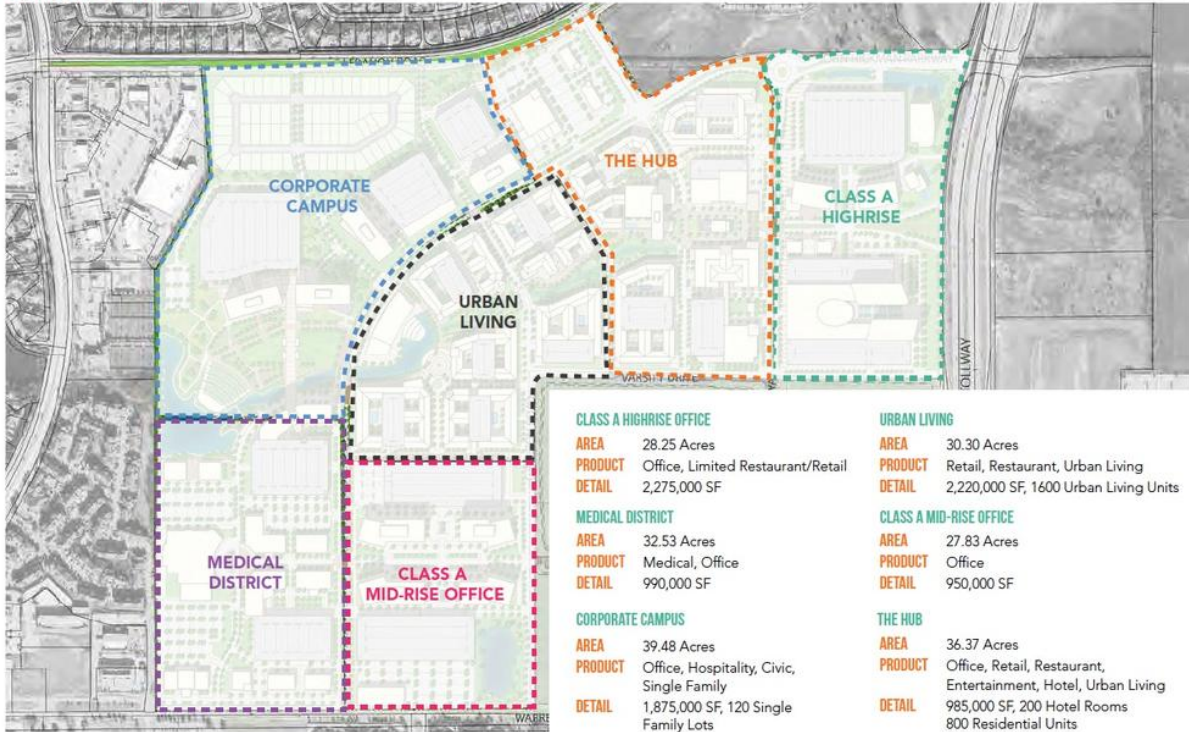 CORPORATE
CAMPUS
THE HUB
CLASS A
HIGHRISE
URBAN
LIVING
VARSITY DRIVE
OLLWAY
MEDICAL
DISTRICT
CLASS A
MID-RISE OFFICE
WARRE
CLASS A HIGHRISE OFFICE
AREA 28.25 Acres
PRODUCT Office, Limited Restaurant/Retail
DETAIL 2,275,000 SF
URBAN LIVING
AREA 30.30 Acres
PRODUCT Retail, Restaurant, Urban Living
DETAIL 2,220,000 SF, 1600 Urban Living Units
MEDICAL DISTRICT
AREA 32.53 Acres
PRODUCT Medical, Office
DETAIL 990,000 SF
CLASS A MID-RISE OFFICE
AREA 27.83 Acres
PRODUCT Office
DETAIL 950,000 SF
CORPORATE CAMPUS
AREA 39.48 Acres
PRODUCT Office, Hospitality, Civic,
Single Family
DETAIL 1,875,000 SF, 120 Single
Family Lots
THE HUB
AREA 36.37 Acres
PRODUCT Office, Retail, Restaurant,
Entertainment, Hotel, Urban Living
DETAIL 985,000 SF, 200 Hotel Rooms
800 Residential Units